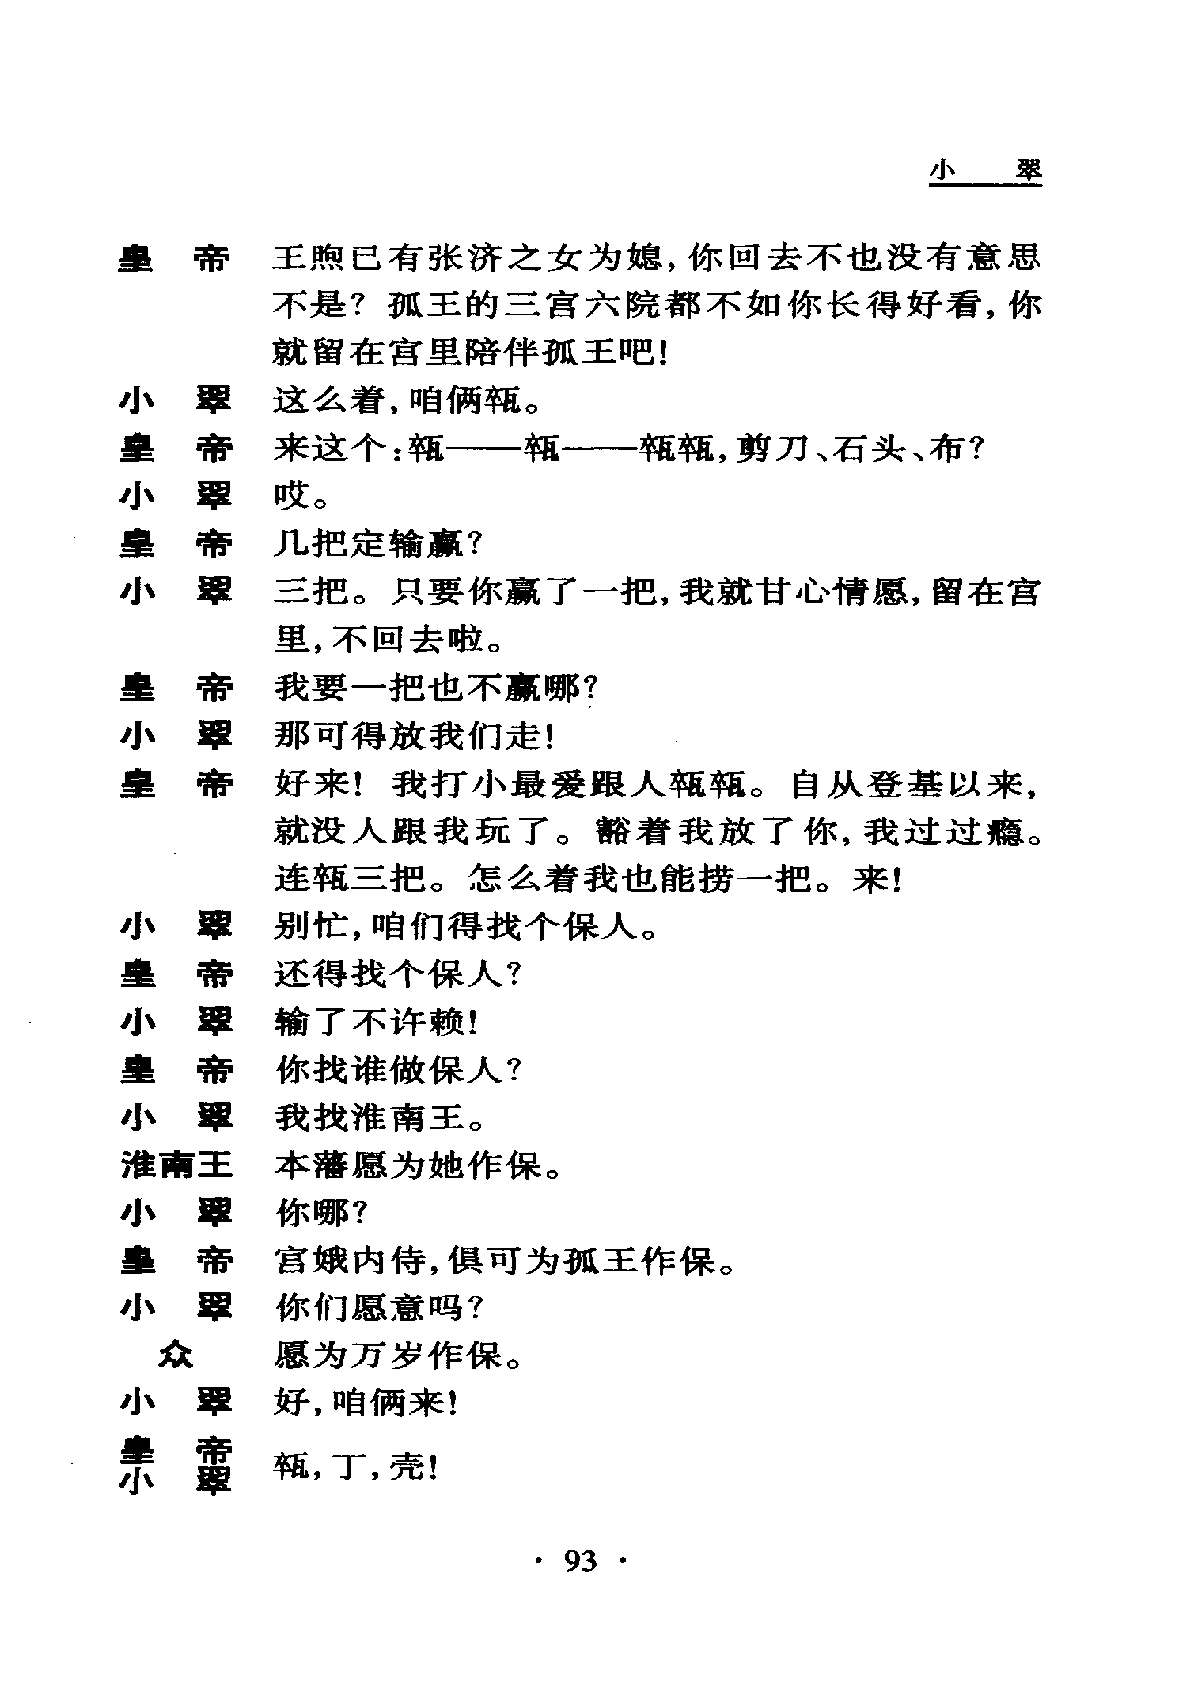 小　　翠
皇　帝　王煦已有张济之女为媳，你回去不也没有意思
不是？孤王的三宫六院都不如你长得好看，你
就留在宫里陪伴孤王吧！
小　翠　这么着，咱俩㼎。
皇　帝　来这个：㼎——㼎——㼎㼎，剪刀、石头、布？
小　翠　哎。
皇　帝　几把定输赢？
小　翠　三把。只要你赢了一把，我就甘心情愿，留在宫
里，不回去啦。
皇　帝　我要一把也不赢哪？
小　翠　那可得放我们走！
皇　帝　好来！我打小最爱跟人㼎㼎。自从登基以来，
就没人跟我玩了。豁着我放了你，我过过瘾。
连㼎三把。怎么着我也能捞一把。来！
小　翠　别忙，咱们得找个保人。
皇　帝　还得找个保人？
小　翠　输了不许赖！
皇　帝　你找谁做保人？
小　翠　我找淮南王。
淮南王　本藩愿为她作保。
小　翠　你哪？
皇　帝　宫娥内侍，俱可为孤王作保。
小　翠　你们愿意吗？
众　愿为万岁作保。
小　翠　好，咱俩来！
皇　帝
小　翠　㼎，丁，壳！
· 93 ·